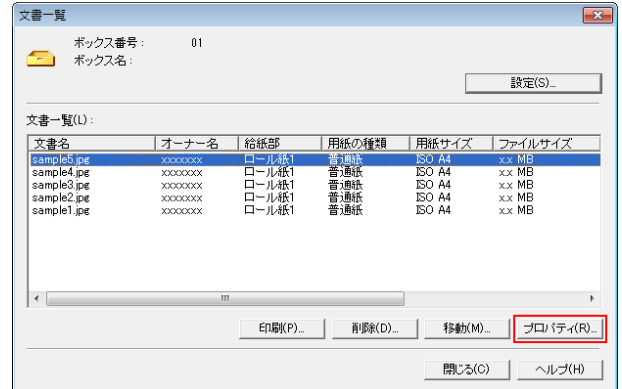 文書一覧
ボックス番号： 01
ボックス名：
設定(S)...
文書一覧(L)：
文書名 オーナー名 給紙部 用紙の種類 用紙サイズ ファイルサイズ
sample5.jpg xxxxxxx ロール紙1 普通紙 ISO A4 x.x MB
sample4.jpg xxxxxxx ロール紙1 普通紙 ISO A4 x.x MB
sample3.jpg xxxxxxx ロール紙1 普通紙 ISO A4 x.x MB
sample2.jpg xxxxxxx ロール紙1 普通紙 ISO A4 x.x MB
sample1.jpg xxxxxxx ロール紙1 普通紙 ISO A4 x.x MB
印刷(P)... 削除(D)... 移動(M)... プロパティ(R)...
閉じる(C) ヘルプ(H)